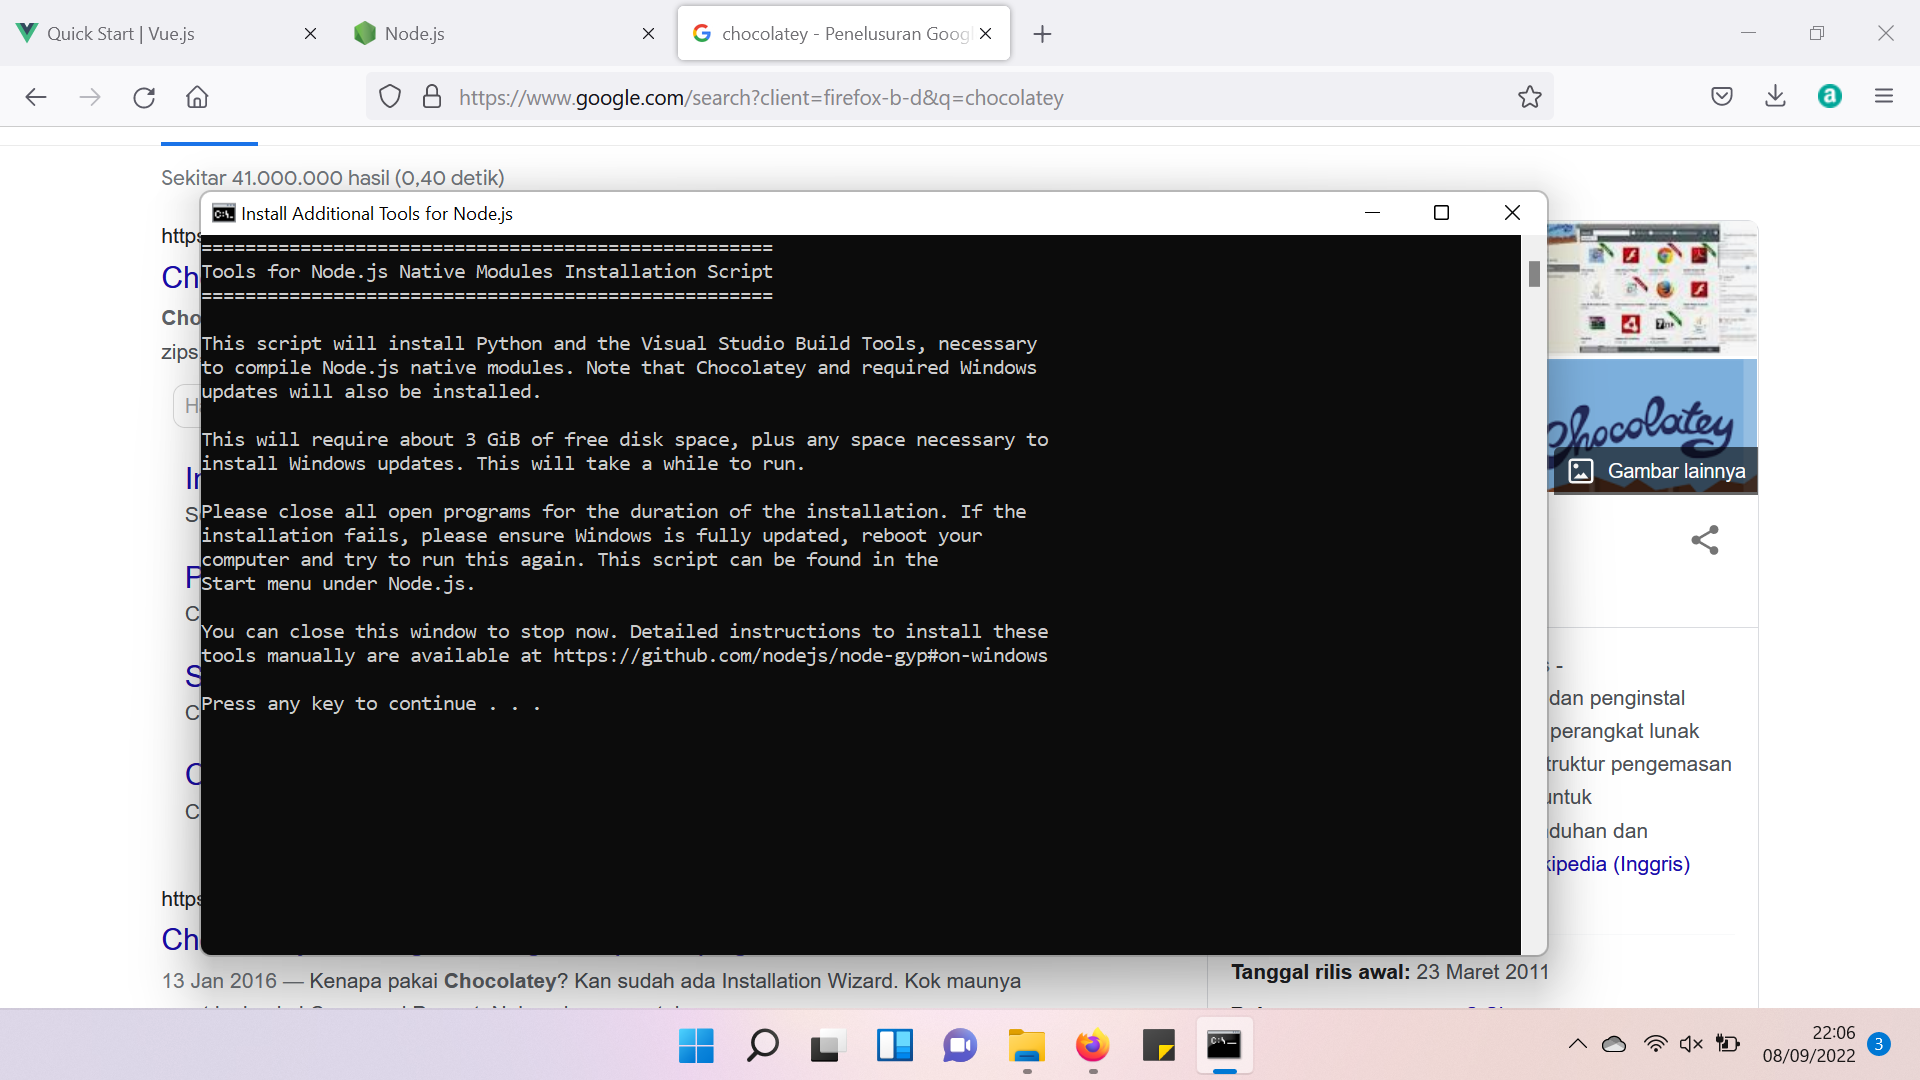 Quick Start | Vue.js
Node.js
chocolatey - Penelusuran Goog
https://www.google.com/search?client=firefox-b-d&q=chocolatey
Sekitar 41.000.000 hasil (0,40 detik)
Install Additional Tools for Node.js
====================================================
Tools for Node.js Native Modules Installation Script
====================================================
This script will install Python and the Visual Studio Build Tools, necessary
to compile Node.js native modules. Note that Chocolatey and required Windows
updates will also be installed.
This will require about 3 GiB of free disk space, plus any space necessary to
install Windows updates. This will take a while to run.
Please close all open programs for the duration of the installation. If the
installation fails, please ensure Windows is fully updated, reboot your
computer and try to run this again. This script can be found in the
Start menu under Node.js.
You can close this window to stop now. Detailed instructions to install these
tools manually are available at https://github.com/nodejs/node-gyp#on-windows
Press any key to continue . . .
https
Ch
Cho
zips
In
S
P
C
S
C
C
C
chocolatey
Gambar lainnya
s -
dan penginstal
perangkat lunak
truktur pengemasan
untuk
duhan dan
kipedia (Inggris)
https
Ch
13 Jan 2016 — Kenapa pakai Chocolatey? Kan sudah ada Installation Wizard. Kok maunya
Tanggal rilis awal: 23 Maret 2011
22:06
08/09/2022
3